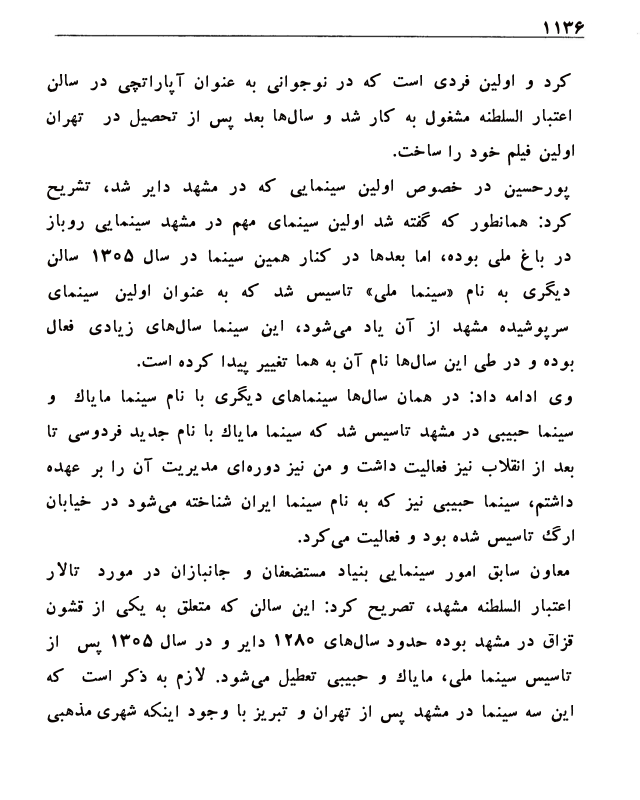 ۱۱۳۶
کرد و اولین فردی است که در نوجوانی به عنوان آپاراتچی در سالن
اعتبار السلطنه مشغول به کار شد و سال‌ها بعد پس از تحصیل در تهران
اولین فیلم خود را ساخت.
پورحسین در خصوص اولین سینمایی که در مشهد دایر شد، تشریح
کرد: همانطور که گفته شد اولین سینمای مهم در مشهد سینمایی روباز
در باغ ملی بوده، اما بعدها در کنار همین سینما در سال ۱۳۰۵ سالن
دیگری به نام «سینما ملی» تاسیس شد که به عنوان اولین سینمای
سرپوشیده مشهد از آن یاد می‌شود، این سینما سال‌های زیادی فعال
بوده و در طی این سال‌ها نام آن به هما تغییر پیدا کرده است.
وی ادامه داد: در همان سال‌ها سینماهای دیگری با نام سینما مایاك و
سینما حبیبی در مشهد تاسیس شد که سینما مایاك با نام جدید فردوسی تا
بعد از انقلاب نیز فعالیت داشت و من نیز دوره‌ای مدیریت آن را بر عهده
داشتم، سینما حبیبی نیز که به نام سینما ایران شناخته می‌شود در خیابان
ارگ تاسیس شده بود و فعالیت می‌کرد.
معاون سابق امور سینمایی بنیاد مستضعفان و جانبازان در مورد تالار
اعتبار السلطنه مشهد، تصریح کرد: این سالن که متعلق به یکی از قشون
قزاق در مشهد بوده حدود سال‌های ۱۲۸۰ دایر و در سال ۱۳۰۵ پس از
تاسیس سینما ملی، مایاك و حبیبی تعطیل می‌شود. لازم به ذکر است که
این سه سینما در مشهد پس از تهران و تبریز با وجود اینکه شهری مذهبی